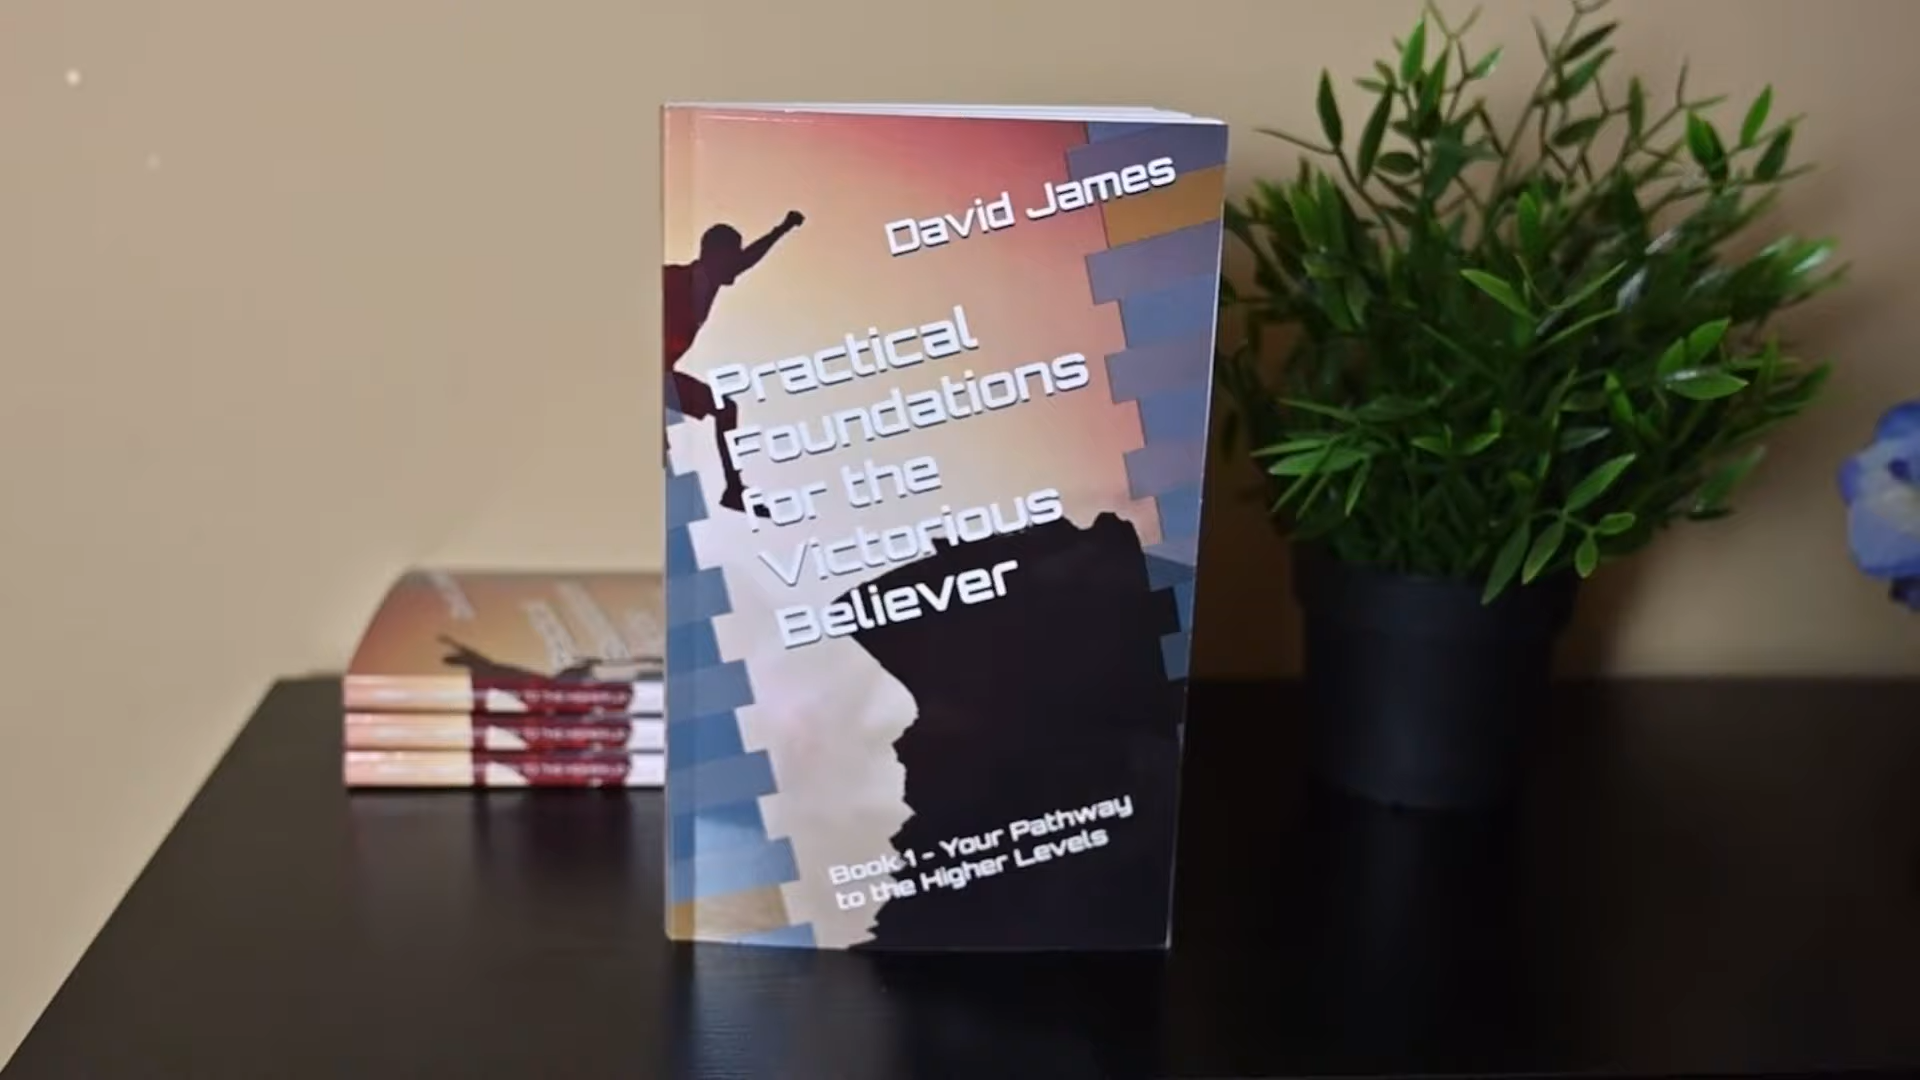 David James
Practical
Foundations
for the
Victorious
Believer
Book 1 - Your Pathway
to the Higher Levels